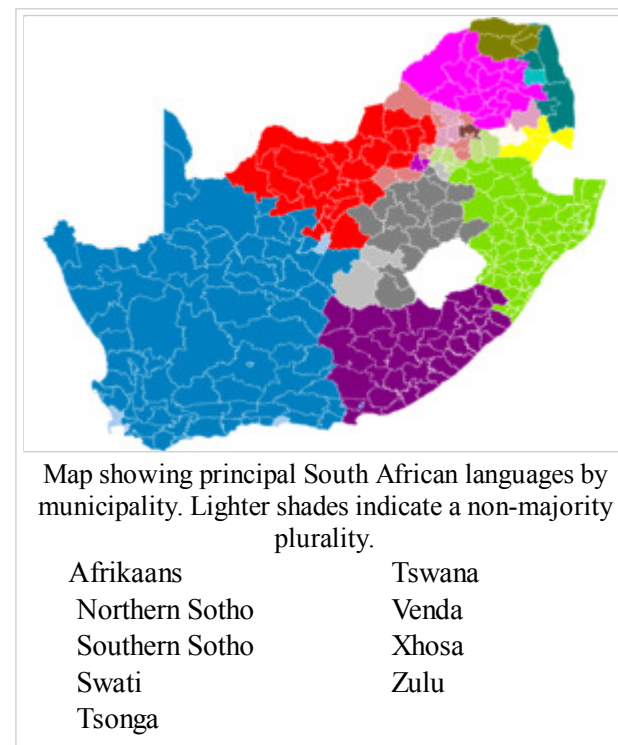 Map showing principal South African languages by
municipality. Lighter shades indicate a non-majority
plurality.
Afrikaans
Northern Sotho
Southern Sotho
Swati
Tsonga
Tswana
Venda
Xhosa
Zulu